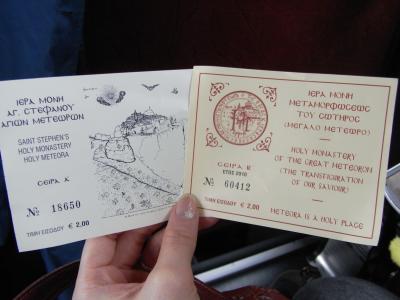 ΙΕΡΑ ΜΟΝΗ
ΑΓ. ΣΤΕΦΑΝΟΥ
ΑΓΙΩΝ ΜΕΤΕΩΡΩΝ
SAINT STEPHEN'S
HOLY MONASTERY
HOLY METEORA
ΣΕΙΡΑ Α'
№ 18650
ΤΙΜΗ ΕΙΣΟΔΟΥ € 2,00
ΙΕΡΑ ΜΟΝΗ
ΜΕΤΑΜΟΡΦΩΣΕΩΣ
ΤΟΥ ΣΩΤΗΡΟΣ
(ΜΕΓΑΛΟ ΜΕΤΕΩΡΟ)
HOLY MONASTERY
OF THE GREAT METEORON
(THE TRANSFIGURATION
OF OUR SAVIOUR)
ΣΕΙΡΑ Β'
ΕΤΟΣ 2010
№ 60412
ΤΙΜΗ ΕΙΣΟΔΟΥ € 2,00
METEORA IS A HOLY PLACE